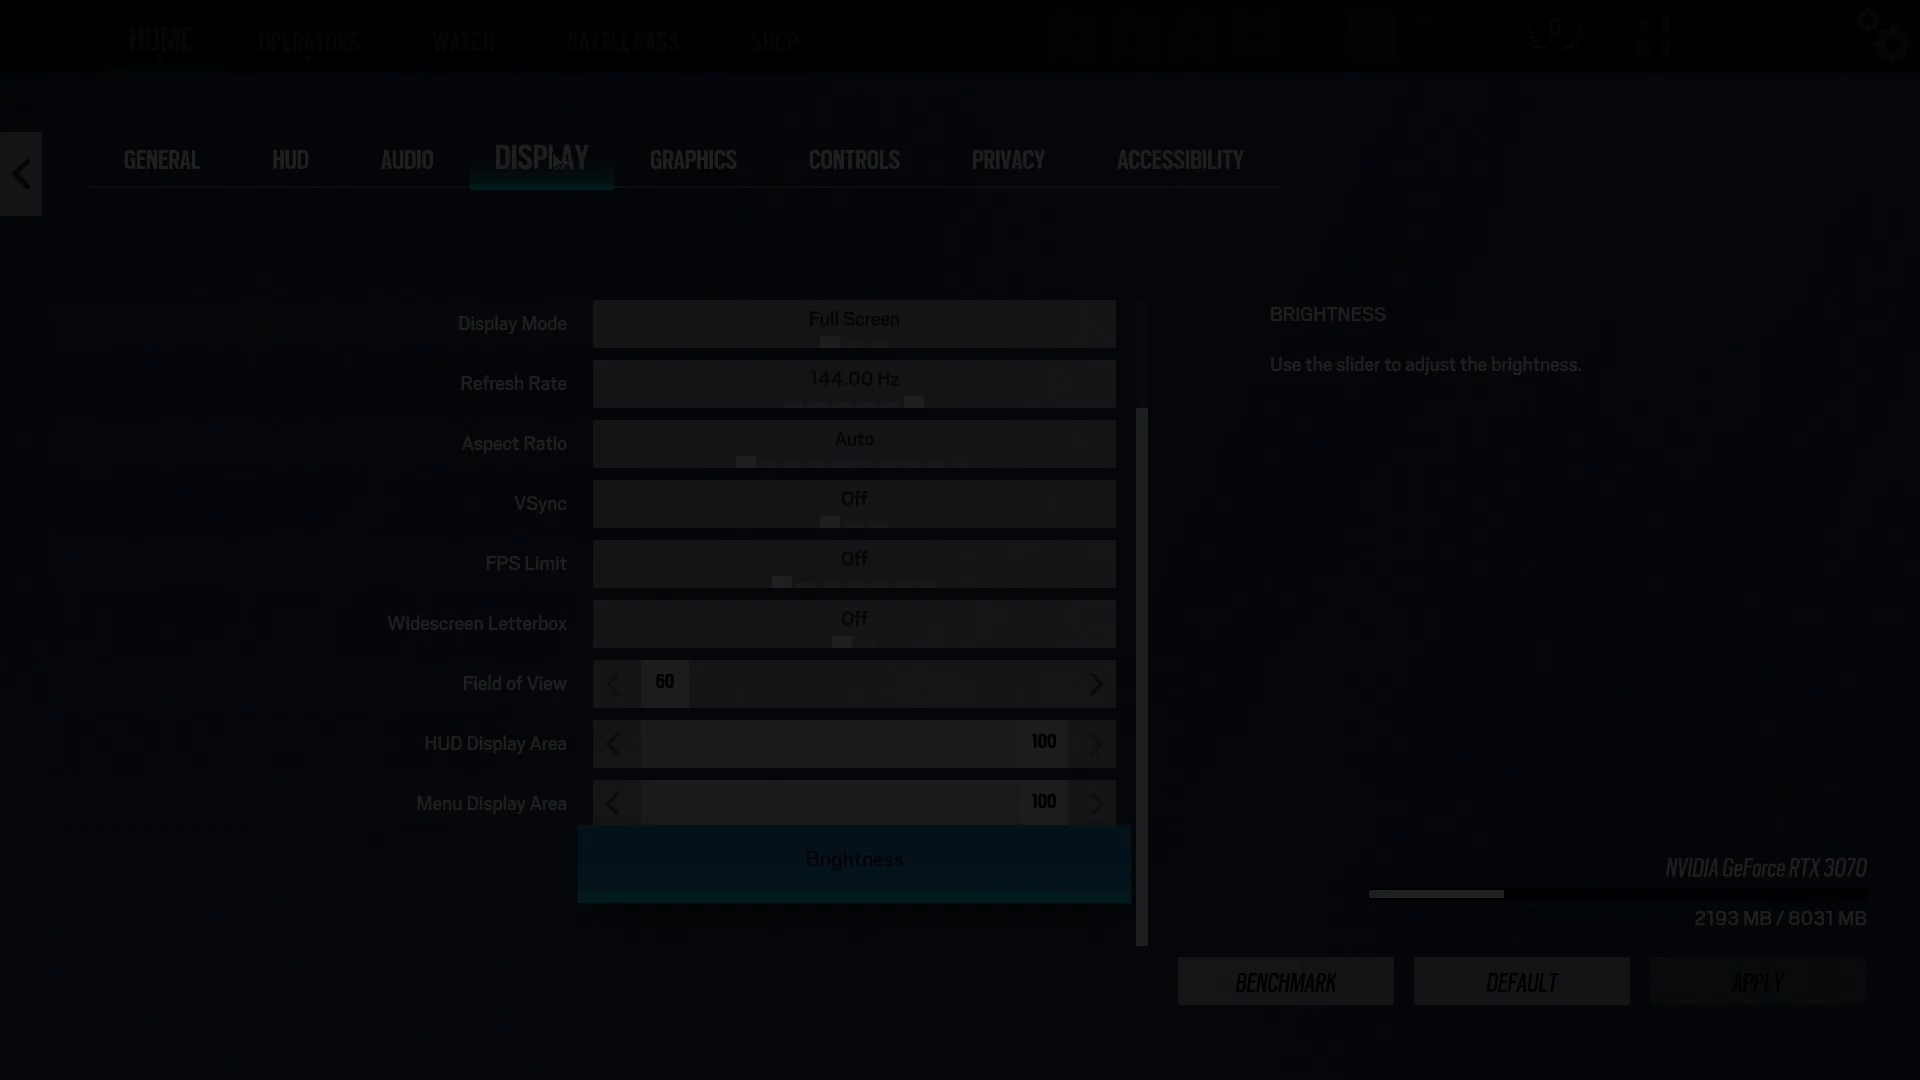 HOME OPERATORS WATCH BATTLE PASS SHOP 0
GENERAL HUD AUDIO DISPLAY GRAPHICS CONTROLS PRIVACY ACCESSIBILITY
Display Mode Full Screen
Refresh Rate 144.00 Hz
Aspect Ratio Auto
VSync Off
FPS Limit Off
Widescreen Letterbox Off
Field of View 60
HUD Display Area 100
Menu Display Area 100
Brightness
BRIGHTNESS
Use the slider to adjust the brightness.
NVIDIA GeForce RTX 3070
2193 MB / 8031 MB
BENCHMARK DEFAULT APPLY